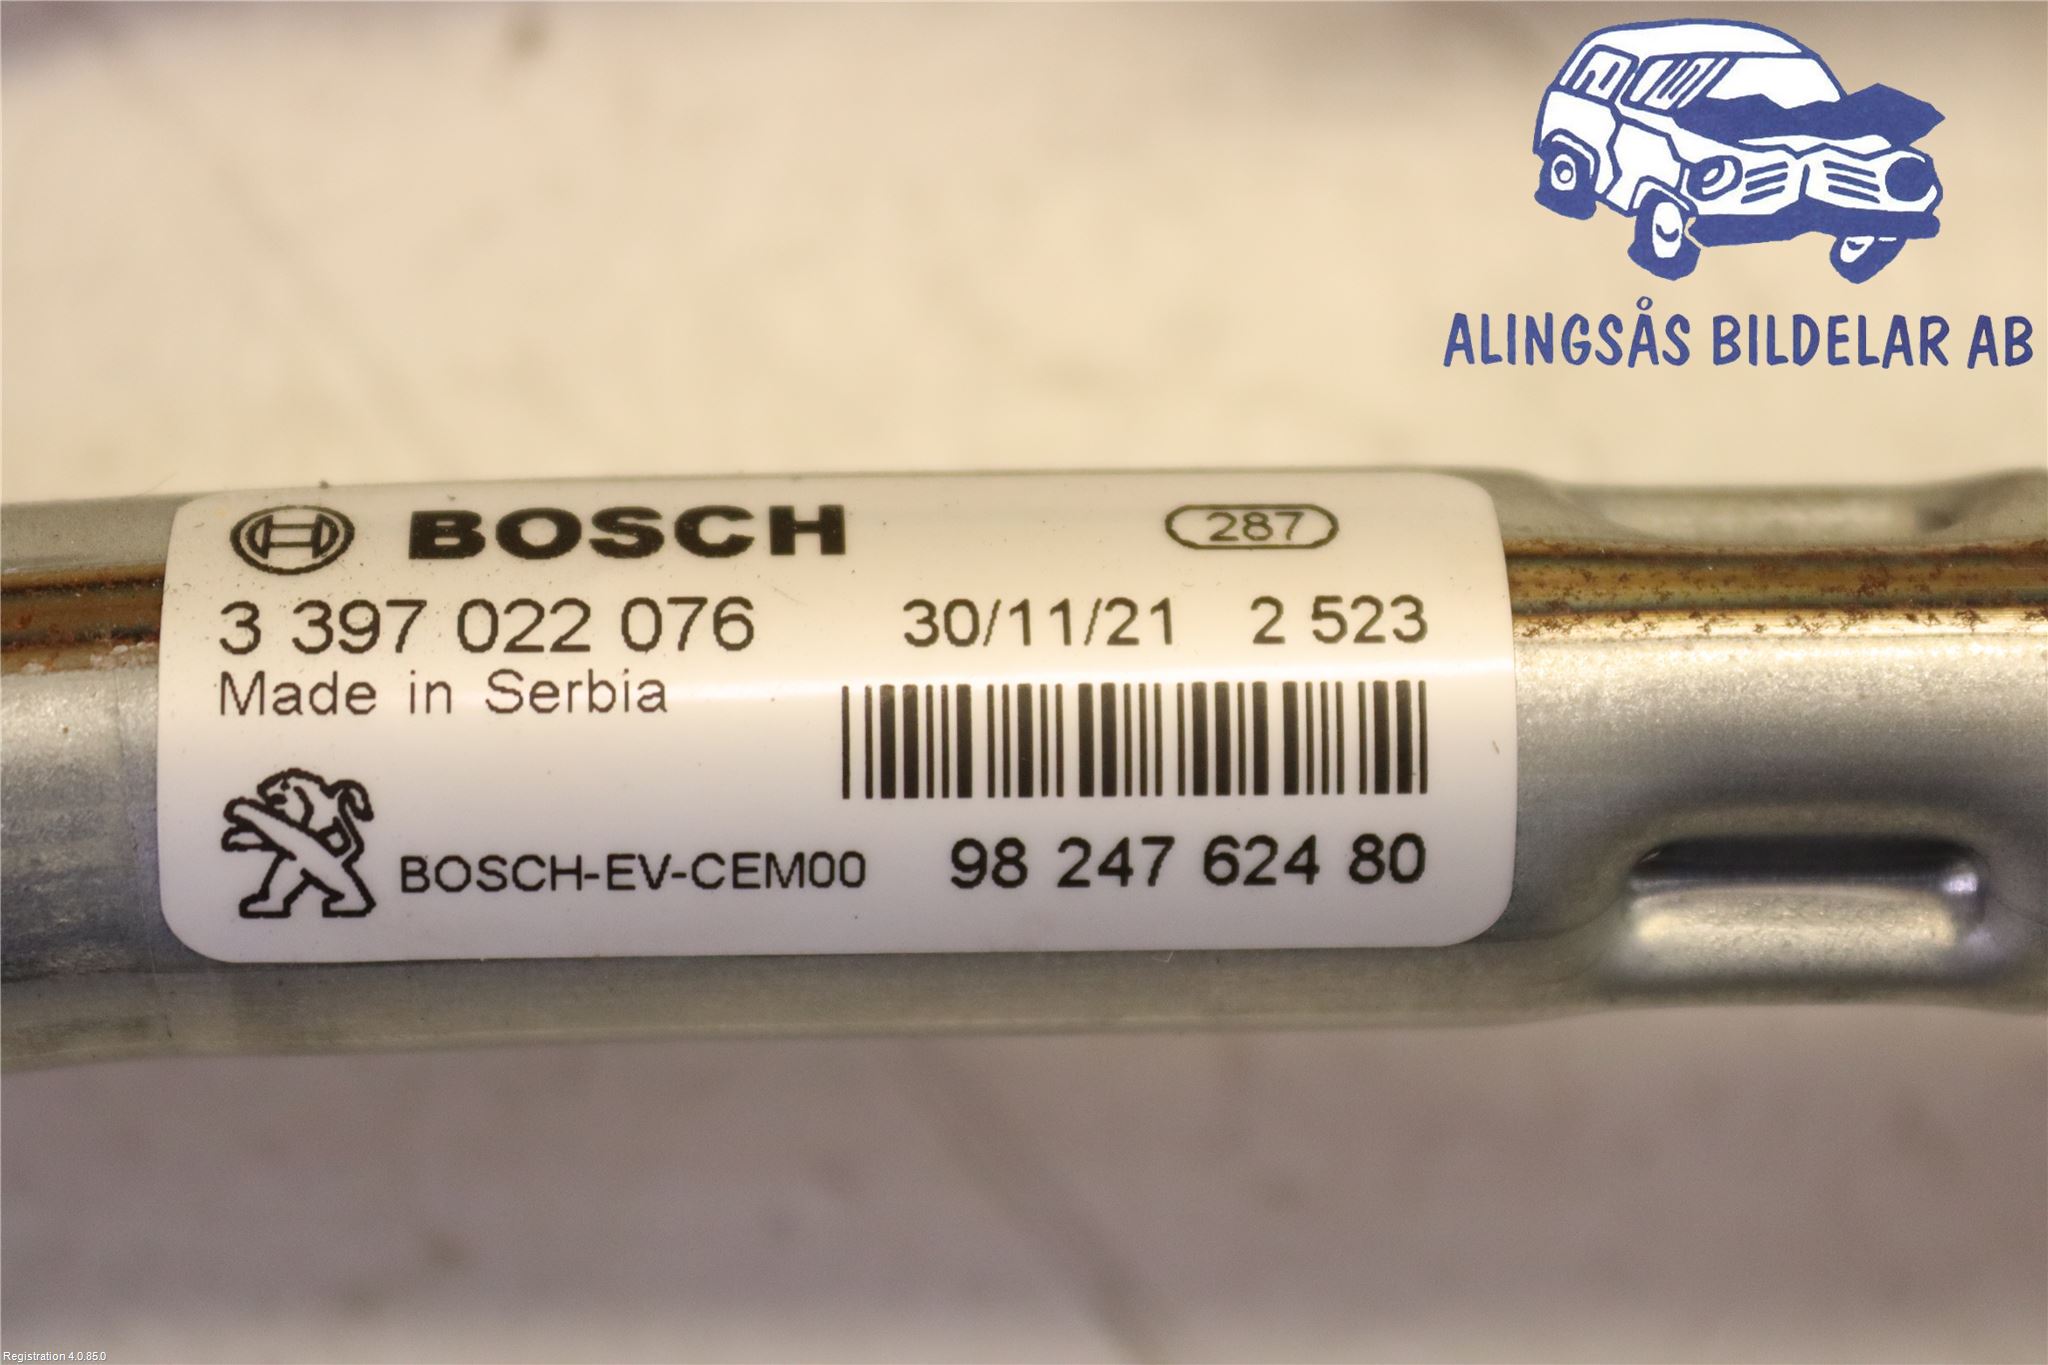 ALINGSÅS BILDELAR AB
BOSCH 287
3 397 022 076 30/11/21 2 523
Made in Serbia
BOSCH-EV-CEM00 98 247 624 80
Registration 4.0.85.0